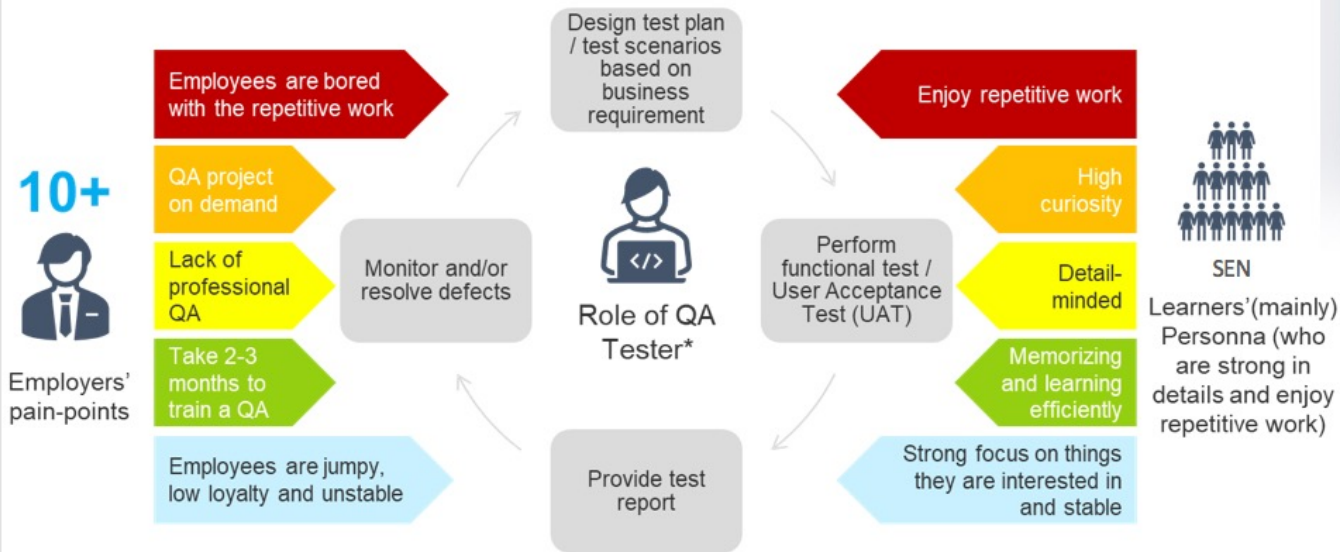 10+
Employers'
pain-points
Employees are bored
with the repetitive work
QA project
on demand
Lack of
professional
QA
Take 2-3
months to
train a QA
Employees are jumpy,
low loyalty and unstable
Design test plan
/ test scenarios
based on
business
requirement
Monitor and/or
resolve defects
</>
Role of QA
Tester*
Perform
functional test /
User Acceptance
Test (UAT)
Provide test
report
Enjoy repetitive work
High
curiosity
Detail-
minded
Memorizing
and learning
efficiently
Strong focus on things
they are interested in
and stable
SEN
Learners'(mainly)
Personna (who
are strong in
details and enjoy
repetitive work)